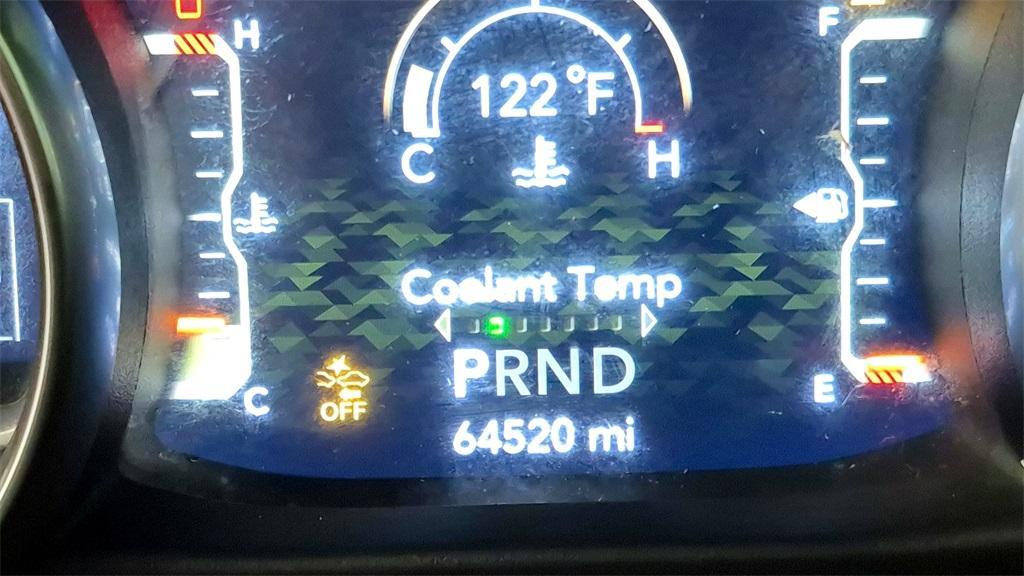 H
F
122 °F
C
H
Coolant Temp
PRND
C
OFF
E
64520 mi